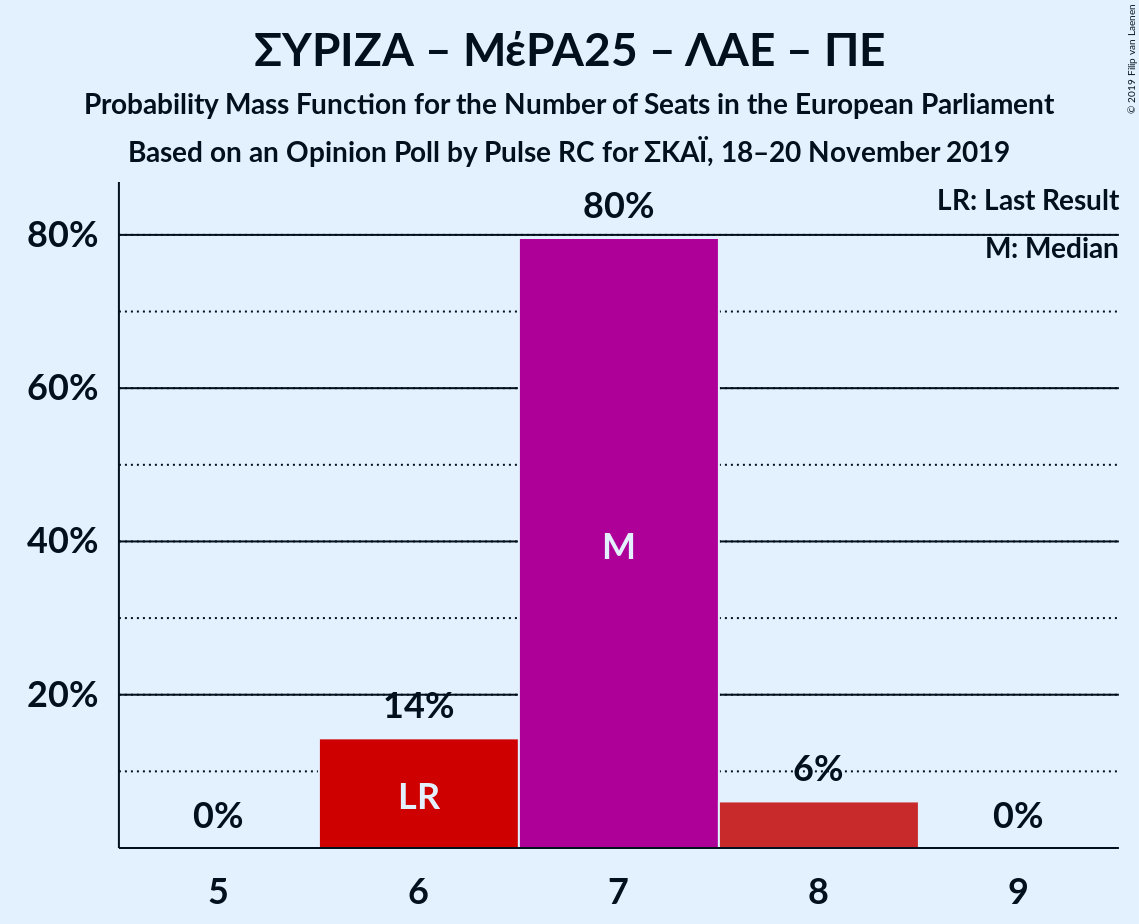 ΣΥΡΙΖΑ – ΜέΡΑ25 – ΛΑΕ – ΠΕ
Probability Mass Function for the Number of Seats in the European Parliament
Based on an Opinion Poll by Pulse RC for ΣΚΑΪ, 18–20 November 2019
© 2019 Filip van Laenen
LR: Last Result
M: Median
80%
60%
40%
20%
0%
14%
80%
6%
0%
LR
M
5
6
7
8
9